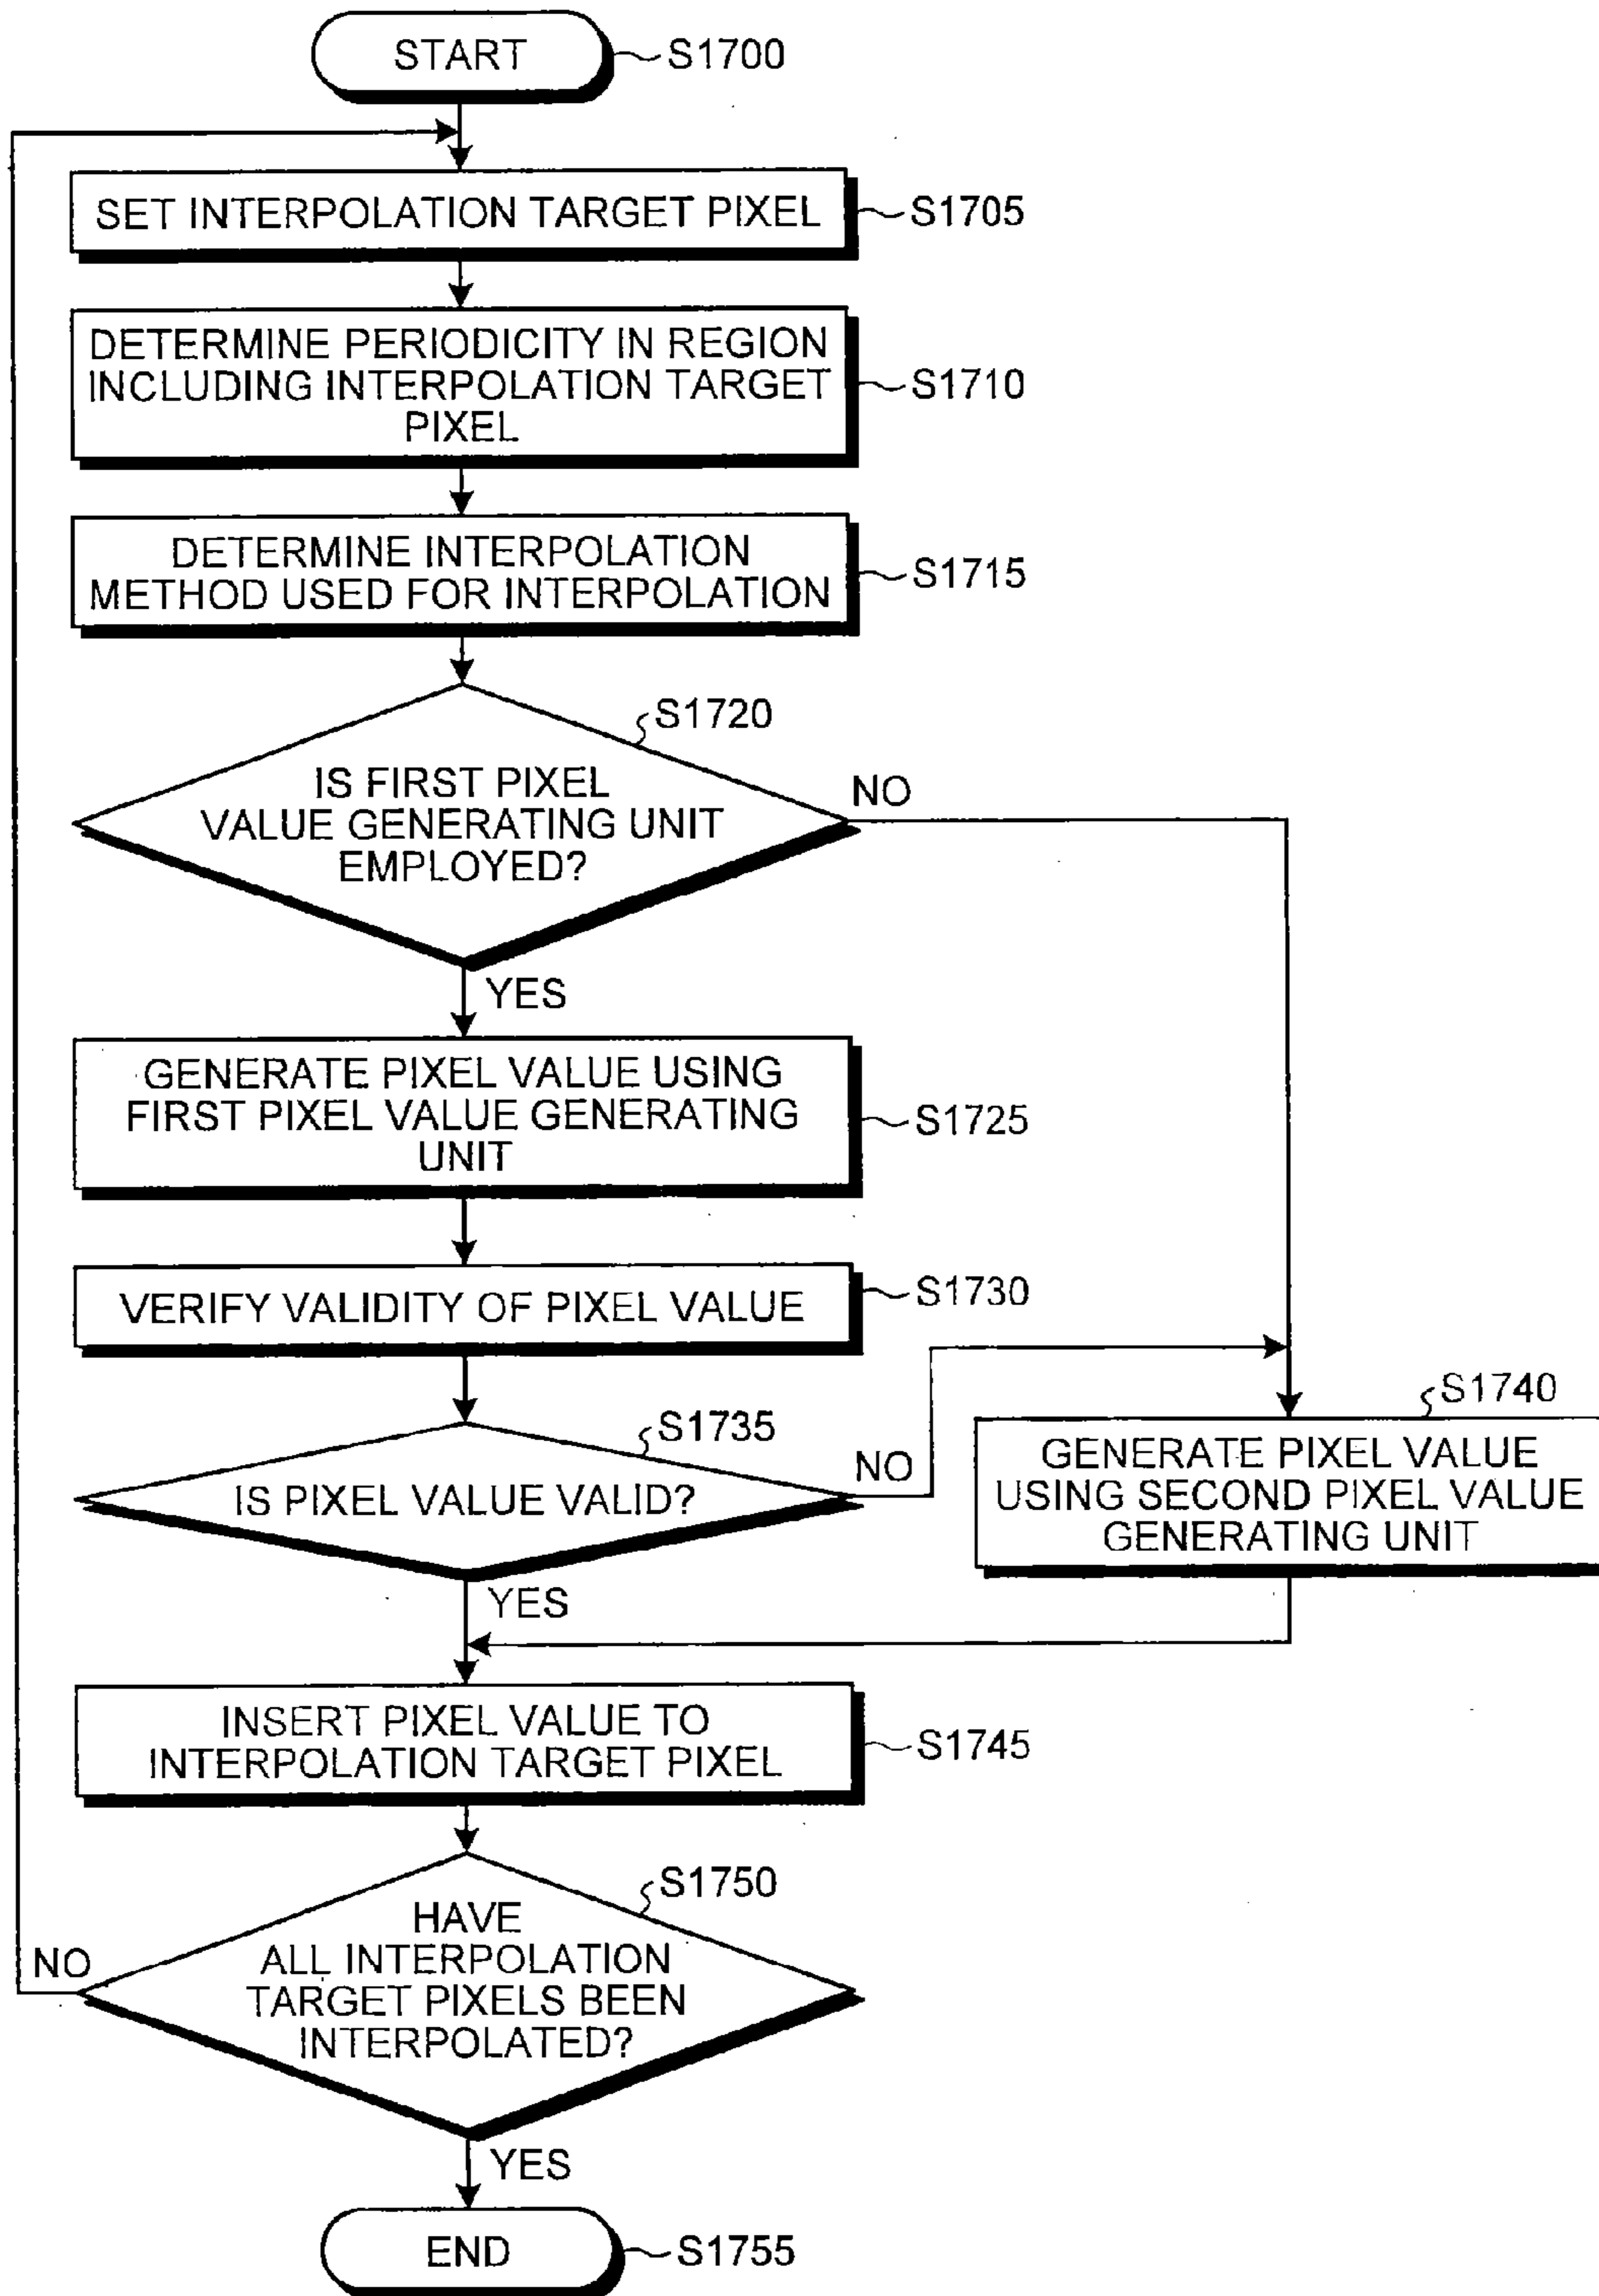 START
S1700
SET INTERPOLATION TARGET PIXEL
S1705
DETERMINE PERIODICITY IN REGION
INCLUDING INTERPOLATION TARGET
PIXEL
S1710
DETERMINE INTERPOLATION
METHOD USED FOR INTERPOLATION
S1715
S1720
IS FIRST PIXEL
VALUE GENERATING UNIT
EMPLOYED?
NO
YES
GENERATE PIXEL VALUE USING
FIRST PIXEL VALUE GENERATING
UNIT
S1725
VERIFY VALIDITY OF PIXEL VALUE
S1730
S1735
IS PIXEL VALUE VALID?
NO
YES
S1740
GENERATE PIXEL VALUE
USING SECOND PIXEL VALUE
GENERATING UNIT
INSERT PIXEL VALUE TO
INTERPOLATION TARGET PIXEL
S1745
S1750
HAVE
ALL INTERPOLATION
TARGET PIXELS BEEN
INTERPOLATED?
NO
YES
END
S1755